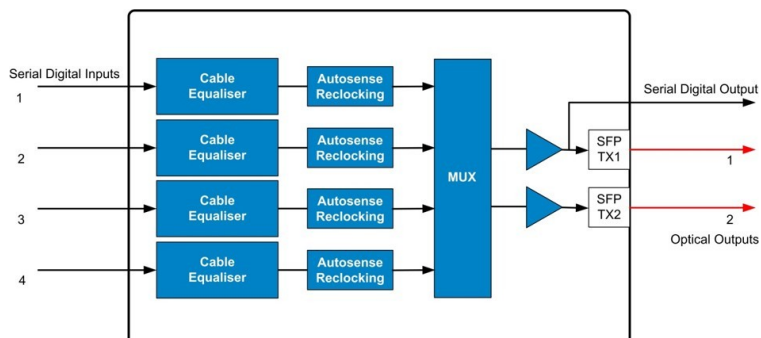 Serial Digital Inputs
1
Cable
Equaliser
Autosense
Reclocking
2
Cable
Equaliser
Autosense
Reclocking
3
Cable
Equaliser
Autosense
Reclocking
4
Cable
Equaliser
Autosense
Reclocking
MUX
Serial Digital Output
SFP
TX1
1
SFP
TX2
2
Optical Outputs